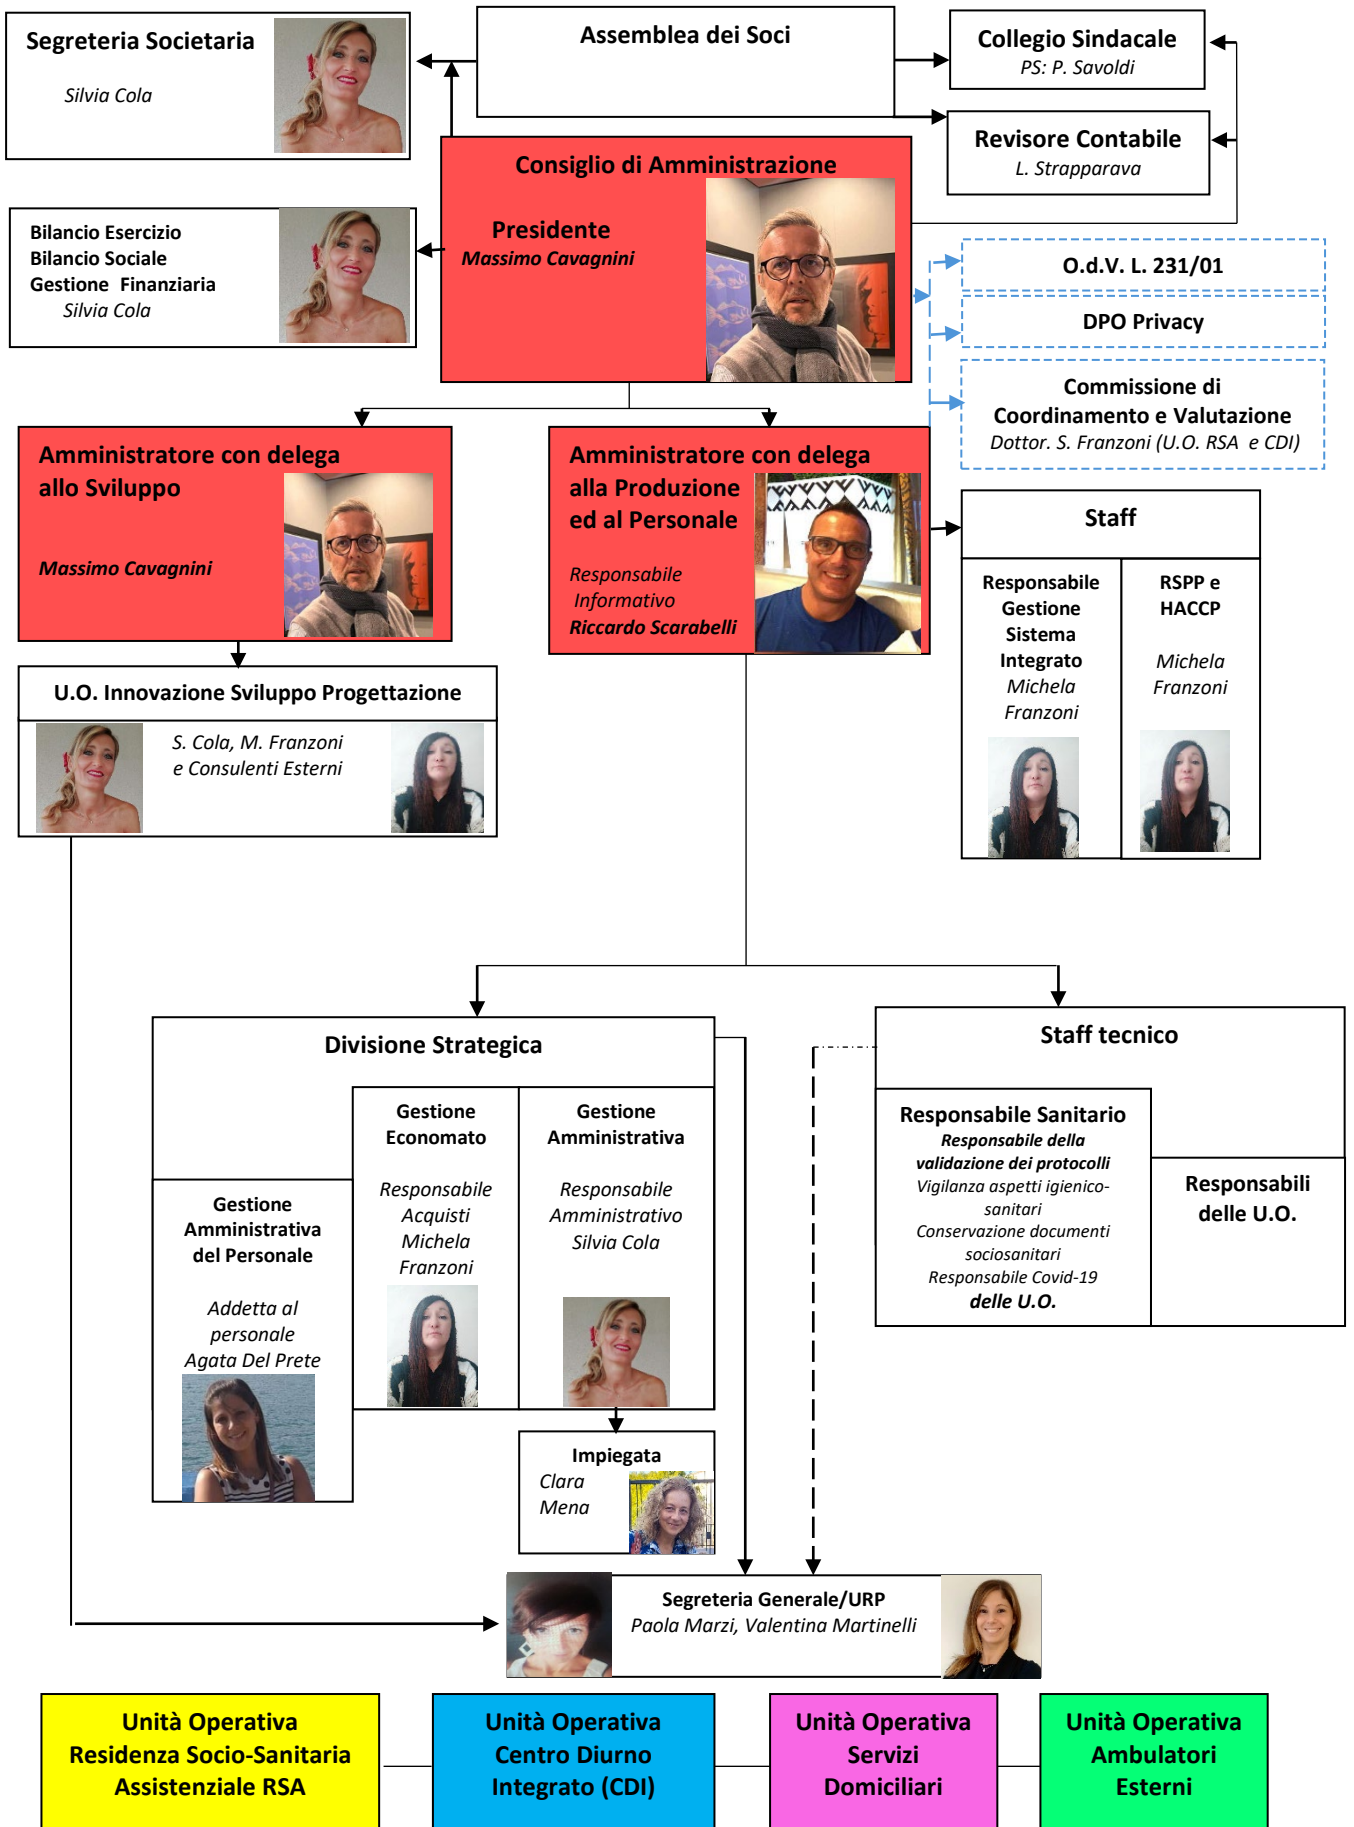 Segreteria Societaria
Silvia Cola
Assemblea dei Soci
Collegio Sindacale
PS: P. Savoldi
Revisore Contabile
L. Strapparava
Consiglio di Amministrazione
Presidente
Massimo Cavagnini
Bilancio Esercizio
Bilancio Sociale
Gestione Finanziaria
Silvia Cola
O.d.V. L. 231/01
DPO Privacy
Commissione di
Coordinamento e Valutazione
Dottor. S. Franzoni (U.O. RSA e CDI)
Amministratore con delega
allo Sviluppo
Massimo Cavagnini
Amministratore con delega
alla Produzione
ed al Personale
Responsabile
Informativo
Riccardo Scarabelli
Staff
Responsabile
Gestione
Sistema
Integrato
Michela
Franzoni
RSPP e
HACCP
Michela
Franzoni
U.O. Innovazione Sviluppo Progettazione
S. Cola, M. Franzoni
e Consulenti Esterni
Divisione Strategica
Gestione
Amministrativa
del Personale
Addetta al
personale
Agata Del Prete
Gestione
Economato
Responsabile
Acquisti
Michela
Franzoni
Gestione
Amministrativa
Responsabile
Amministrativo
Silvia Cola
Impiegata
Clara
Mena
Staff tecnico
Responsabile Sanitario
Responsabile della
validazione dei protocolli
Vigilanza aspetti igienico-
sanitari
Conservazione documenti
sociosanitari
Responsabile Covid-19
delle U.O.
Responsabili
delle U.O.
Segreteria Generale/URP
Paola Marzi, Valentina Martinelli
Unità Operativa
Residenza Socio-Sanitaria
Assistenziale RSA
Unità Operativa
Centro Diurno
Integrato (CDI)
Unità Operativa
Servizi
Domiciliari
Unità Operativa
Ambulatori
Esterni